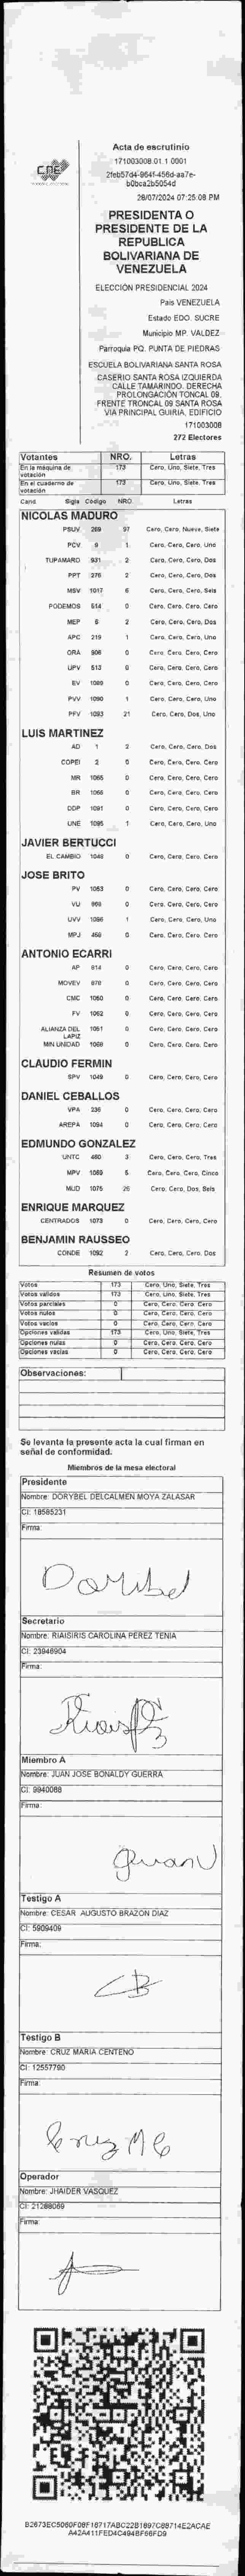 CNE
Acta de escrutinio
171003008.01.1.0001
28/07/2024 07:25:08 PM
PRESIDENTA O
PRESIDENTE DE LA
REPUBLICA
BOLIVARIANA DE
VENEZUELA
ELECCIÓN PRESIDENCIAL 2024
Pais VENEZUELA
Estado EDO. SUCRE
Municipio MP. VALDEZ
Parroquia PQ. PUNTA DE PIEDRAS
ESCUELA BOLIVARIANA SANTA ROSA
CASERIO SANTA ROSA IZQUIERDA
CALLE TAMARINDO. DERECHA
PROLONGACIÓN TONCAL 09.
FRENTE TRONCAL 09 SANTA ROSA
VIA PRINCIPAL GUIRIA, EDIFICIO
171003008
272 Electores
Votantes NRO. Letras
En la máquina de votación 173 Cero, Uno, Siete, Tres
En el cuaderno de votación 173 Cero, Uno, Siete, Tres
Cand. Sigla Código NRO Letras
NICOLAS MADURO
PSUV 269 97 Cero, Cero, Nueve, Siete
PCV 9 1 Cero, Cero, Cero, Uno
TUPAMARO 931 2 Cero, Cero, Cero, Dos
PPT 276 2 Cero, Cero, Cero, Dos
MSV 1017 6 Cero, Cero, Cero, Seis
PODEMOS 514 0 Cero, Cero, Cero, Cero
MEP 6 2 Cero, Cero, Cero, Dos
APC 219 1 Cero, Cero, Cero, Uno
ORA 906 0 Cero, Cero, Cero, Cero
UPV 513 0 Cero, Cero, Cero, Cero
EV 1089 0 Cero, Cero, Cero, Cero
PVV 1090 1 Cero, Cero, Cero, Uno
PFV 1093 21 Cero, Cero, Dos, Uno
LUIS MARTINEZ
AD 1 2 Cero, Cero, Cero, Dos
COPEI 2 0 Cero, Cero, Cero, Cero
MR 1065 0 Cero, Cero, Cero, Cero
BR 1066 0 Cero, Cero, Cero, Cero
DDP 1091 0 Cero, Cero, Cero, Cero
UNE 1095 1 Cero, Cero, Cero, Uno
JAVIER BERTUCCI
EL CAMBIO 1048 0 Cero, Cero, Cero, Cero
JOSE BRITO
PV 1053 0 Cero, Cero, Cero, Cero
VU 968 0 Cero, Cero, Cero, Cero
UVV 1096 1 Cero, Cero, Cero, Uno
MPJ 458 0 Cero, Cero, Cero, Cero
ANTONIO ECARRI
AP 914 0 Cero, Cero, Cero, Cero
MOVEV 978 0 Cero, Cero, Cero, Cero
CMC 1050 0 Cero, Cero, Cero, Cero
FV 1052 0 Cero, Cero, Cero, Cero
ALIANZA DEL LAPIZ 1051 0 Cero, Cero, Cero, Cero
MIN UNIDAD 1068 0 Cero, Cero, Cero, Cero
CLAUDIO FERMIN
SPV 1049 0 Cero, Cero, Cero, Cero
DANIEL CEBALLOS
VPA 236 0 Cero, Cero, Cero, Cero
AREPA 1094 0 Cero, Cero, Cero, Cero
EDMUNDO GONZALEZ
UNTC 480 3 Cero, Cero, Cero, Tres
MPV 1069 5 Cero, Cero, Cero, Cinco
MUD 1075 26 Cero, Cero, Dos, Seis
ENRIQUE MARQUEZ
CENTRADOS 1073 0 Cero, Cero, Cero, Cero
BENJAMIN RAUSSEO
CONDE 1092 2 Cero, Cero, Cero, Dos
Resumen de votos
Votos 173 Cero, Uno, Siete, Tres
Votos validos 173 Cero, Uno, Siete, Tres
Votos parciales 0 Cero, Cero, Cero, Cero
Votos nulos 0 Cero, Cero, Cero, Cero
Votos vacíos 0 Cero, Cero, Cero, Cero
Opciones validas 173 Cero, Uno, Siete, Tres
Opciones nulas 0 Cero, Cero, Cero, Cero
Opciones vacías 0 Cero, Cero, Cero, Cero
Observaciones:
Se levanta la presente acta la cual firman en
señal de conformidad.
Miembros de la mesa electoral
Presidente
Nombre: DORYBEL DELCALMEN MOYA ZALASAR
CI: 18585231
Firma:
Doribel
Secretario
Nombre: RIAISIRIS CAROLINA PEREZ TENIA
CI: 23946904
Firma:
Miembro A
Nombre: JUAN JOSE BONALDY GUERRA
CI: 9940088
Firma:
Testigo A
Nombre: CESAR AUGUSTO BRAZON DIAZ
CI: 5909409
Firma:
CB
Testigo B
Nombre: CRUZ MARIA CENTENO
CI: 12557790
Firma:
Cruz MC
Operador
Nombre: JHAIDER VASQUEZ
CI: 21288069
Firma: